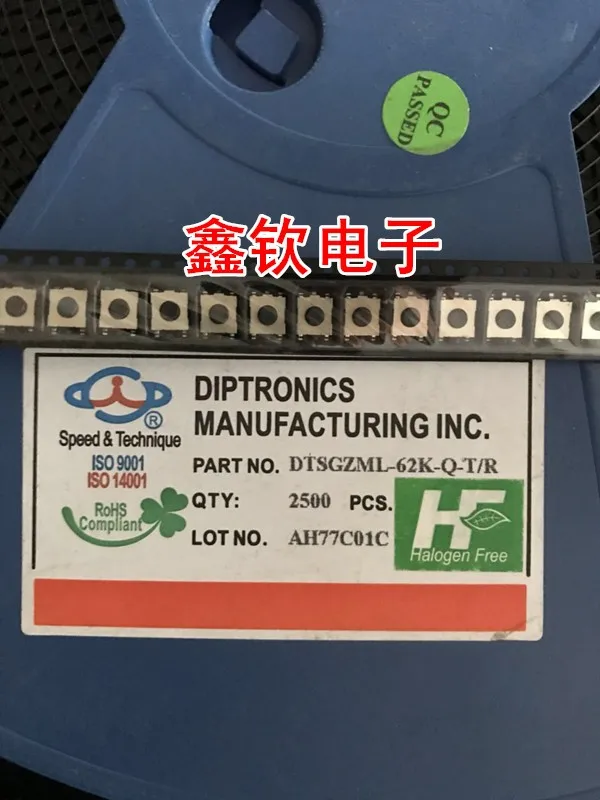 QC
PASSED
鑫钦电子
DIPTRONICS
MANUFACTURING INC.
®
Speed & Technique
ISO 9001
ISO 14001
RoHS
Compliant
PART NO. DTSGZML-62K-Q-T/R
QTY: 2500 PCS.
LOT NO. AH77C01C
HF
Halogen Free